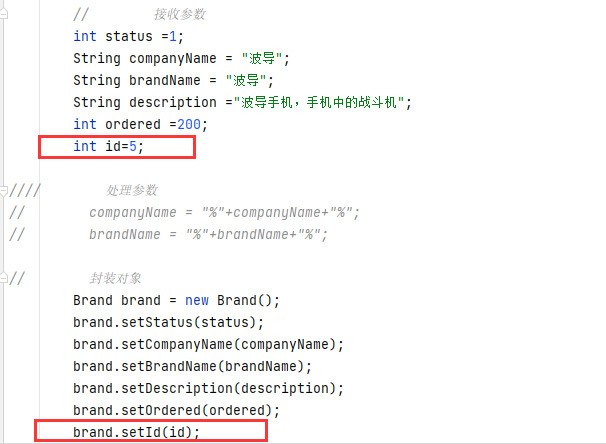 // 接收参数
int status =1;
String companyName = "波导";
String brandName = "波导";
String description ="波导手机，手机中的战斗机";
int ordered =200;
int id=5;
//// 处理参数
// companyName = "%"+companyName+"%";
// brandName = "%"+brandName+"%";
// 封装对象
Brand brand = new Brand();
brand.setStatus(status);
brand.setCompanyName(companyName);
brand.setBrandName(brandName);
brand.setDescription(description);
brand.setOrdered(ordered);
brand.setId(id);